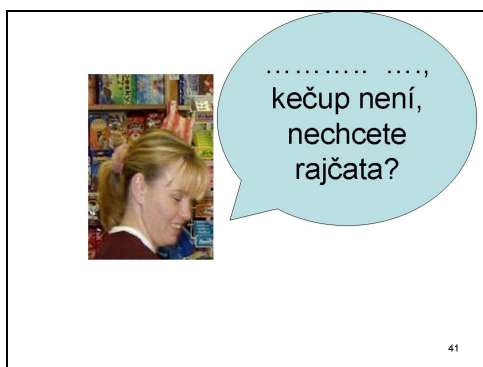 ……….. ….,
kečup není,
nechcete
rajčata?
41